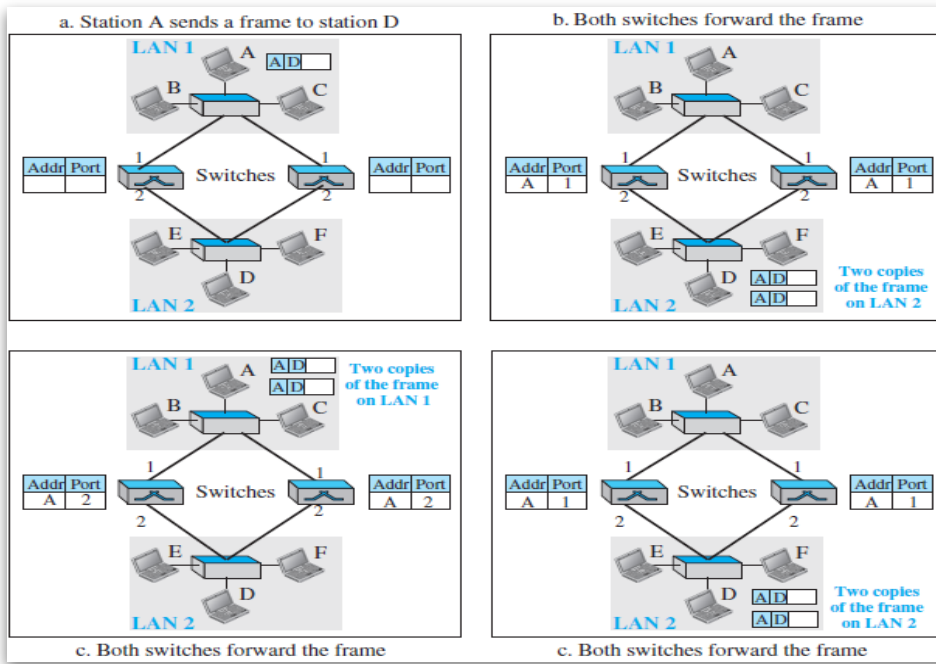 a. Station A sends a frame to station D
LAN 1
A
A D
B
C
1
1
Addr Port
Switches
Addr Port
2
2
E
F
D
LAN 2
b. Both switches forward the frame
LAN 1
A
B
C
1
1
Addr Port
A 1
Switches
Addr Port
A 1
2
2
E
F
D
A D
A D
Two copies
of the frame
on LAN 2
LAN 2
LAN 1
A
A D
A D
Two copies
of the frame
on LAN 1
B
C
1
1
Addr Port
A 2
Switches
Addr Port
A 2
2
2
E
F
D
LAN 2
c. Both switches forward the frame
LAN 1
A
B
C
1
1
Addr Port
A 1
Switches
Addr Port
A 1
2
2
E
F
D
A D
A D
Two copies
of the frame
on LAN 2
LAN 2
c. Both switches forward the frame